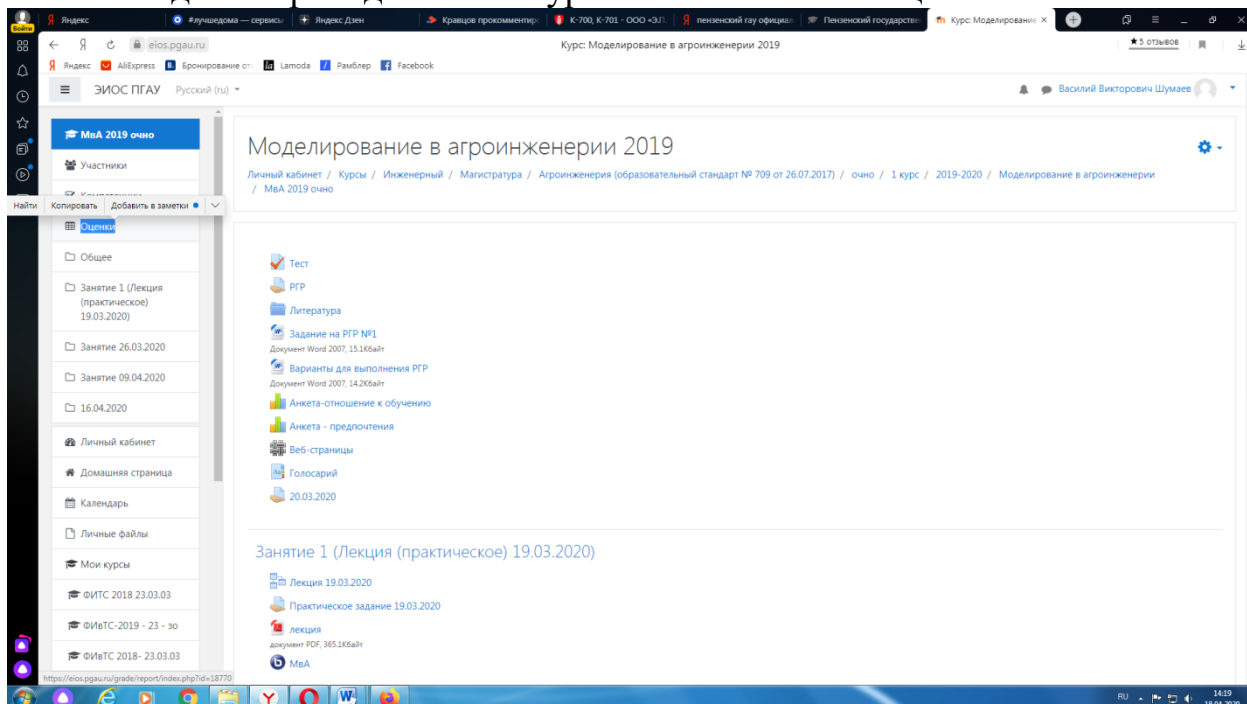 Яндекс
#лучшедома — сервисы
Яндекс Дзен
Кравцов прокомментир
К-700, К-701 - ООО «Э.Л.
пензенский гау официал
Пензенский государстве
Курс: Моделирование
Войти
eios.pgau.ru
Курс: Моделирование в агроинженерии 2019
★ 5 отзывов
Яндекс
AliExpress
Бронирование от
Lamoda
Рамблер
Facebook
ЭИОС ПГАУ
Русский (ru)
Василий Викторович Шумаев
МвА 2019 очно
Участники
Найти
Копировать
Добавить в заметки
Оценки
Общее
Занятие 1 (Лекция
(практическое)
19.03.2020)
Занятие 26.03.2020
Занятие 09.04.2020
16.04.2020
Личный кабинет
Домашняя страница
Календарь
Личные файлы
Мои курсы
ФИТС 2018 23.03.03
ФИвТС-2019 - 23 - зо
ФИвТС 2018- 23.03.03
https://eios.pgau.ru/grade/report/index.php?id=18770
Моделирование в агроинженерии 2019
Личный кабинет / Курсы / Инженерный / Магистратура / Агроинженерия (образовательный стандарт № 709 от 26.07.2017) / очно / 1 курс / 2019-2020 / Моделирование в агроинженерии
/ МвА 2019 очно
Тест
РГР
Литература
Задание на РГР №1
Документ Word 2007, 15.1Кбайт
Варианты для выполнения РГР
Документ Word 2007, 14.2Кбайт
Анкета-отношение к обучению
Анкета - предпочтения
Веб-страницы
Голосарий
20.03.2020
Занятие 1 (Лекция (практическое) 19.03.2020)
Лекция 19.03.2020
Практическое задание 19.03.2020
лекция
документ PDF, 365.1Кбайт
МвА
RU
14:19